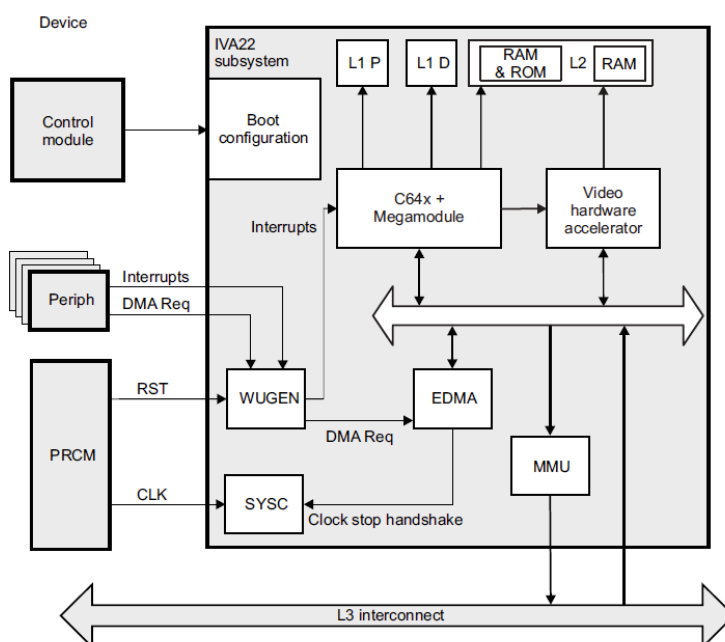 Device
IVA22
subsystem
L1 P
L1 D
RAM
& ROM
L2
RAM
Control
module
Boot
configuration
C64x +
Megamodule
Video
hardware
accelerator
Interrupts
Interrupts
Periph
DMA Req
RST
WUGEN
EDMA
DMA Req
PRCM
MMU
CLK
SYSC
Clock stop handshake
L3 interconnect